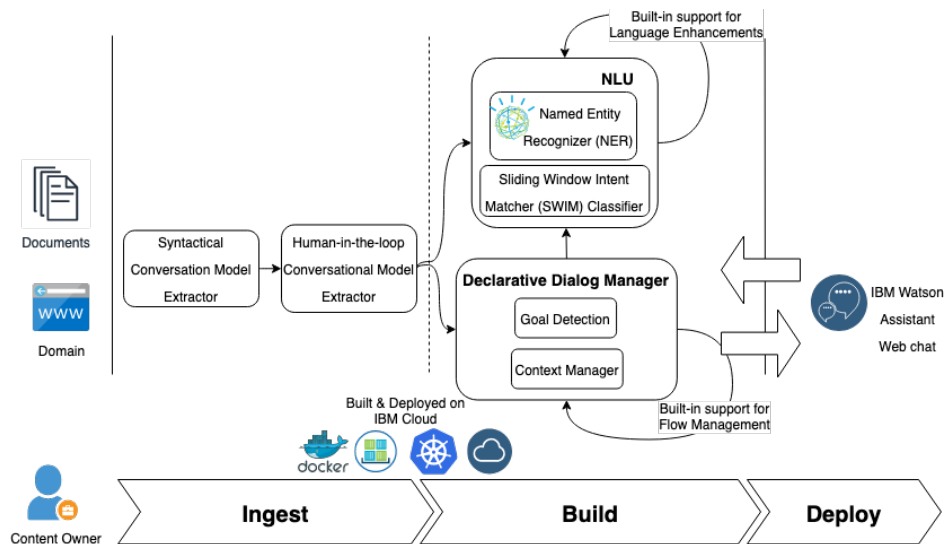 Built-in support for
Language Enhancements
NLU
Named Entity
Recognizer (NER)
Sliding Window Intent
Matcher (SWIM) Classifier
Documents
Syntactical
Conversation Model
Extractor
Human-in-the-loop
Conversational Model
Extractor
Declarative Dialog Manager
Goal Detection
Context Manager
WWW
Domain
IBM Watson
Assistant
Web chat
Built & Deployed on
IBM Cloud
docker
Built-in support for
Flow Management
Content Owner
Ingest
Build
Deploy